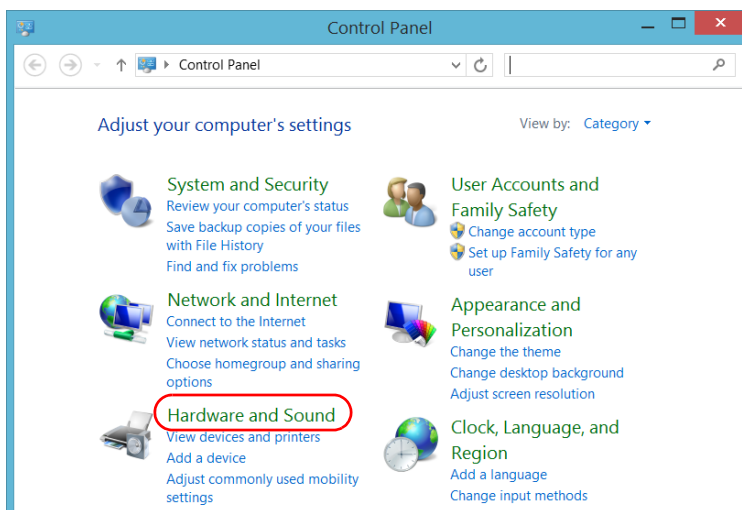 Control Panel
Control Panel
Adjust your computer's settings
View by: Category
System and Security
Review your computer's status
Save backup copies of your files
with File History
Find and fix problems
Network and Internet
Connect to the Internet
View network status and tasks
Choose homegroup and sharing
options
Hardware and Sound
View devices and printers
Add a device
Adjust commonly used mobility
settings
User Accounts and
Family Safety
Change account type
Set up Family Safety for any
user
Appearance and
Personalization
Change the theme
Change desktop background
Adjust screen resolution
Clock, Language, and
Region
Add a language
Change input methods